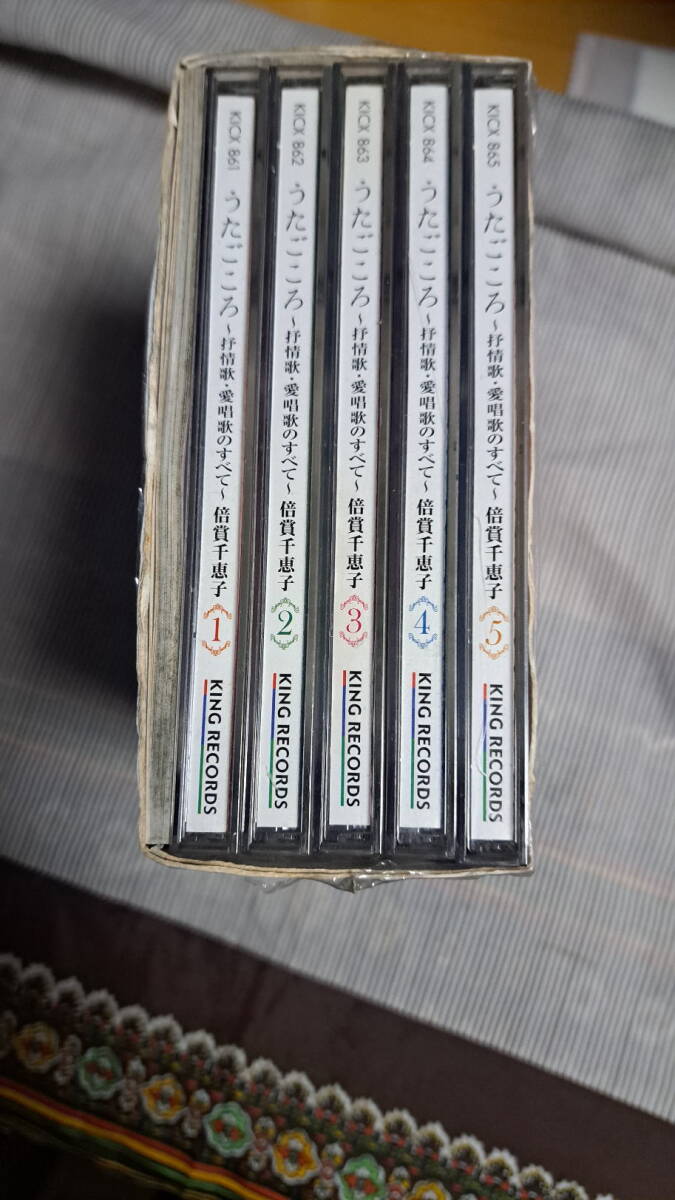 KICX 861 うたごころ～抒情歌・愛唱歌のすべて～ 倍賞千恵子 1 KING RECORDS
KICX 862 うたごころ～抒情歌・愛唱歌のすべて～ 倍賞千恵子 2 KING RECORDS
KICX 863 うたごころ～抒情歌・愛唱歌のすべて～ 倍賞千恵子 3 KING RECORDS
KICX 864 うたごころ～抒情歌・愛唱歌のすべて～ 倍賞千恵子 4 KING RECORDS
KICX 865 うたごころ～抒情歌・愛唱歌のすべて～ 倍賞千恵子 5 KING RECORDS